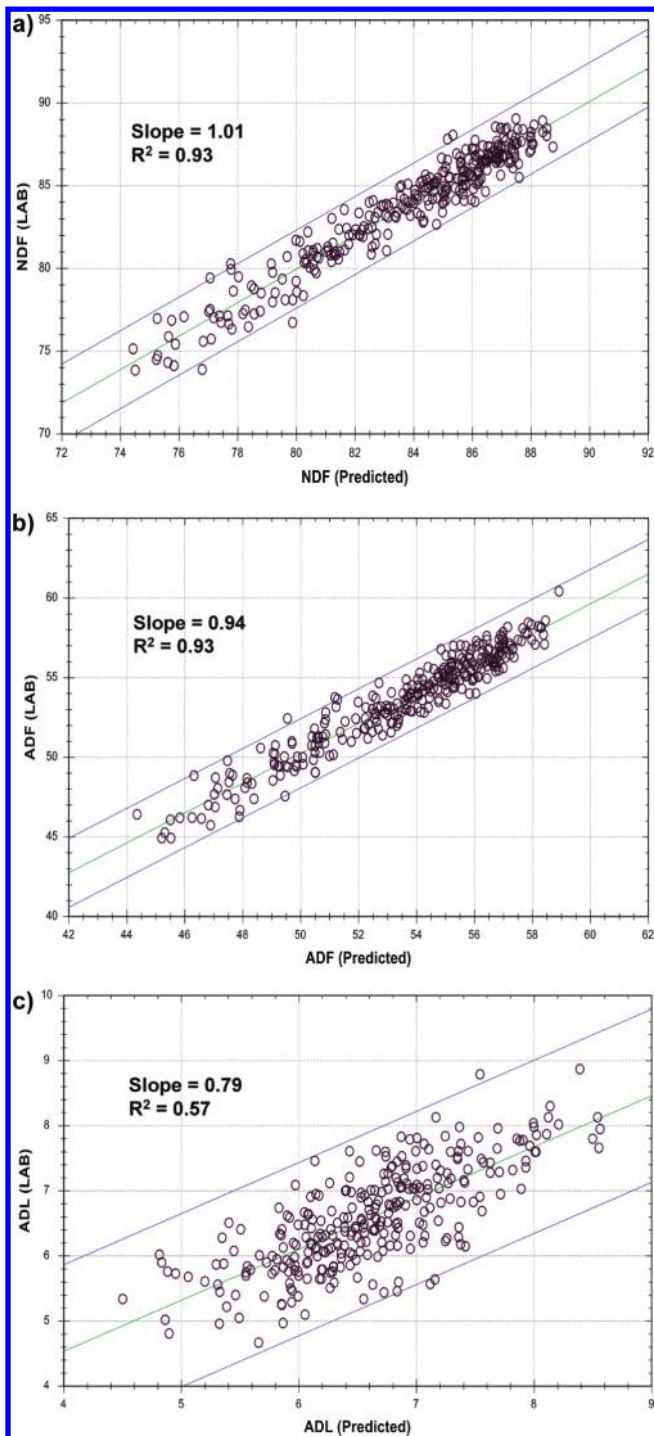 a)
95
90
85
80
75
70
NDF (LAB)
Slope = 1.01
R² = 0.93
72 74 76 78 80 82 84 86 88 90 92
NDF (Predicted)
b)
65
60
55
50
45
40
ADF (LAB)
Slope = 0.94
R² = 0.93
42 44 46 48 50 52 54 56 58 60 62
ADF (Predicted)
c)
10
9
8
7
6
5
4
ADL (LAB)
Slope = 0.79
R² = 0.57
4 5 6 7 8 9
ADL (Predicted)